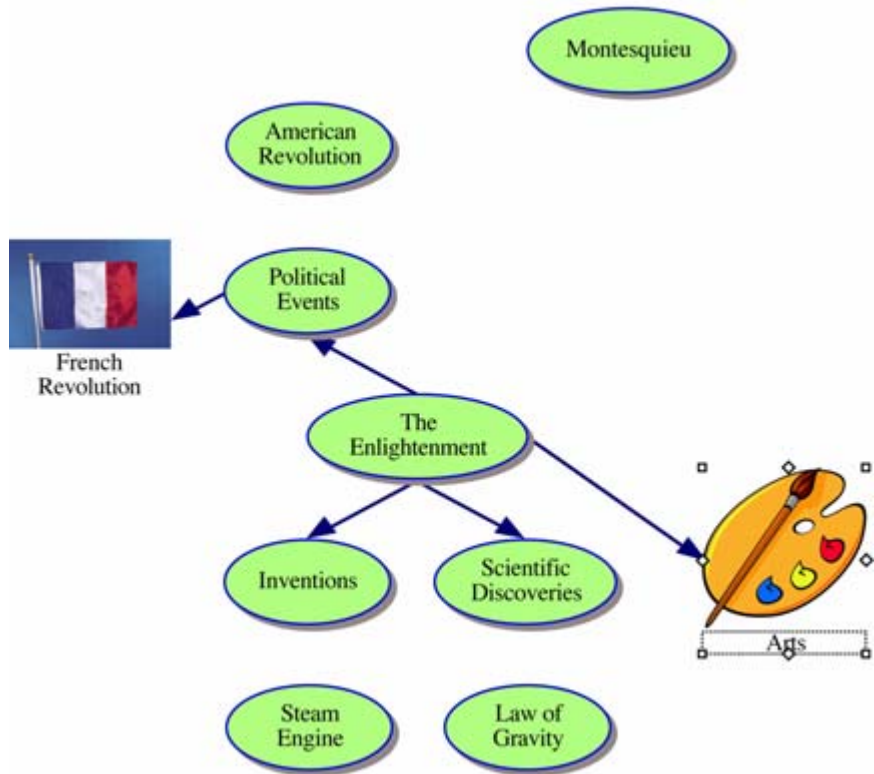 Montesquieu
American
Revolution
Political
Events
French
Revolution
The
Enlightenment
Inventions
Scientific
Discoveries
Arts
Steam
Engine
Law of
Gravity